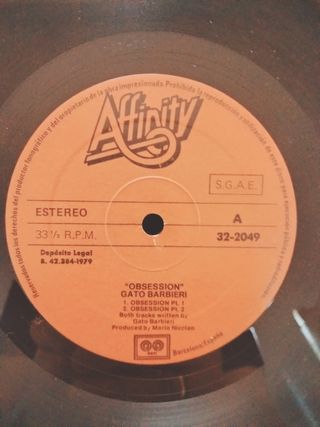 Reservados todos los derechos del productor fonográfico y del propietario de la obra impresionada. Prohibida la reproducción
Affinity
S.G.A.E.
ESTEREO
A
33⅓ R.P.M.
32-2049
Depósito Legal
B. 42.384-1979
"OBSESSION"
GATO BARBIERI
1. OBSESSION PT. 1
2. OBSESSION PT. 2
Both tracks written by
Gato Barbieri
Produced by Mario Nicolao
Barcelona/España